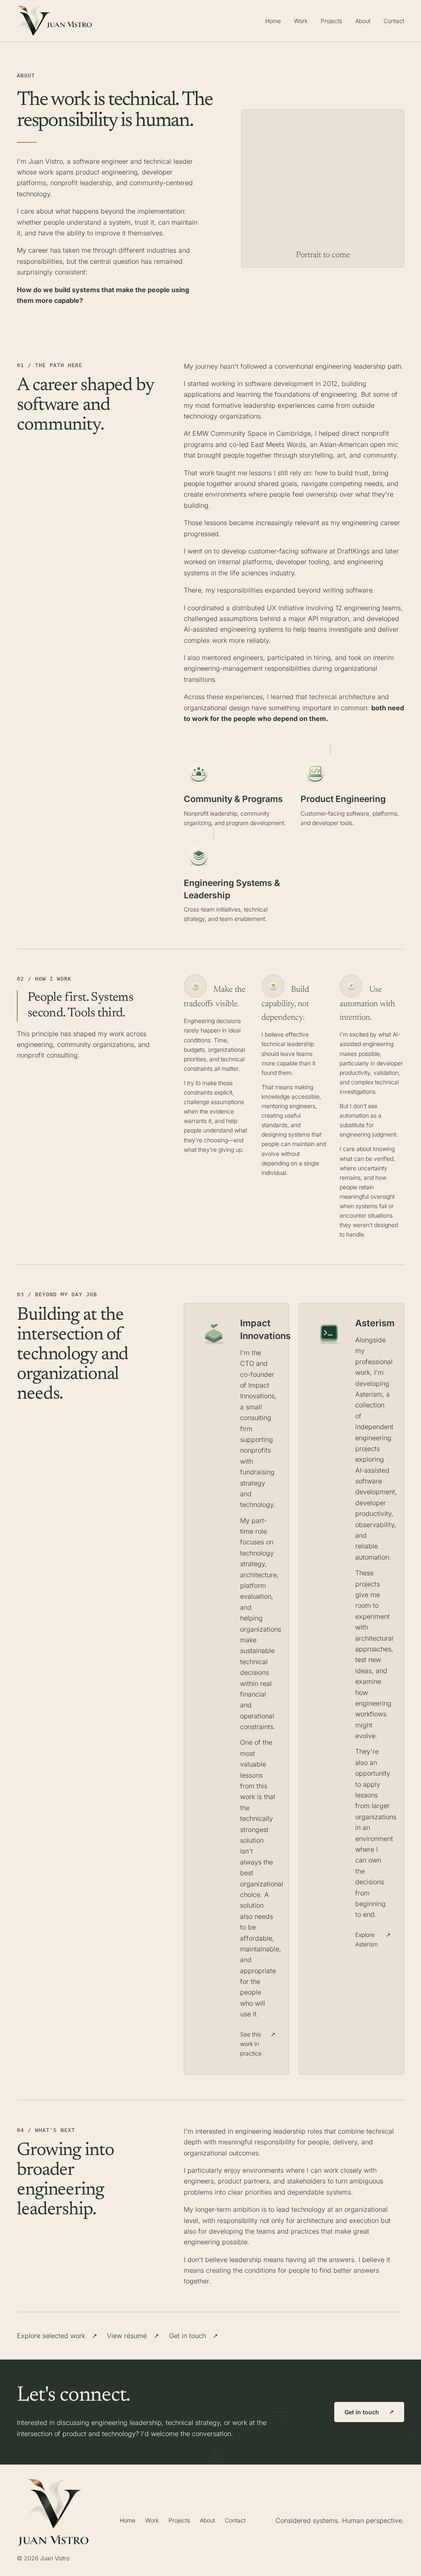 JUAN VISTRO
Home Work Projects About Contact
ABOUT
The work is technical. The
responsibility is human.
I'm Juan Vistro, a software engineer and technical leader
whose work spans product engineering, developer
platforms, nonprofit leadership, and community-centered
technology.
I care about what happens beyond the implementation:
whether people understand a system, trust it, can maintain
it, and have the ability to improve it themselves.
My career has taken me through different industries and
responsibilities, but the central question has remained
surprisingly consistent:
How do we build systems that make the people using
them more capable?
Portrait to come
01 / THE PATH HERE
A career shaped by
software and
community.
My journey hasn't followed a conventional engineering leadership path.
I started working in software development in 2012, building
applications and learning the foundations of engineering. But some of
my most formative leadership experiences came from outside
technology organizations.
At EMW Community Space in Cambridge, I helped direct nonprofit
programs and co-led East Meets Words, an Asian-American open mic
that brought people together through storytelling, art, and community.
That work taught me lessons I still rely on: how to build trust, bring
people together around shared goals, navigate competing needs, and
create environments where people feel ownership over what they're
building.
Those lessons became increasingly relevant as my engineering career
progressed.
I went on to develop customer-facing software at DraftKings and later
worked on internal platforms, developer tooling, and engineering
systems in the life sciences industry.
There, my responsibilities expanded beyond writing software.
I coordinated a distributed UX initiative involving 12 engineering teams,
challenged assumptions behind a major API migration, and developed
AI-assisted engineering systems to help teams investigate and deliver
complex work more reliably.
I also mentored engineers, participated in hiring, and took on interim
engineering-management responsibilities during organizational
transitions.
Across these experiences, I learned that technical architecture and
organizational design have something important in common: both need
to work for the people who depend on them.
Community & Programs
Nonprofit leadership, community
organizing, and program development.
Product Engineering
Customer-facing software, platforms,
and developer tools.
Engineering Systems &
Leadership
Cross-team initiatives, technical
strategy, and team enablement.
02 / HOW I WORK
People first. Systems
second. Tools third.
This principle has shaped my work across
engineering, community organizations, and
nonprofit consulting.
Make the
tradeoffs visible.
Engineering decisions
rarely happen in ideal
conditions. Time,
budgets, organizational
priorities, and technical
constraints all matter.
I try to make those
constraints explicit,
challenge assumptions
when the evidence
warrants it, and help
people understand what
they're choosing—and
what they're giving up.
Build
capability, not
dependency.
I believe effective
technical leadership
should leave teams
more capable than it
found them.
That means making
knowledge accessible,
mentoring engineers,
creating useful
standards, and
designing systems that
people can maintain and
evolve without
depending on a single
individual.
Use
automation with
intention.
I'm excited by what AI-
assisted engineering
makes possible,
particularly in developer
productivity, validation,
and complex technical
investigations.
But I don't see
automation as a
substitute for
engineering judgment.
I care about knowing
what can be verified,
where uncertainty
remains, and how
people retain
meaningful oversight
when systems fail or
encounter situations
they weren't designed
to handle.
03 / BEYOND MY DAY JOB
Building at the
intersection of
technology and
organizational
needs.
Impact
Innovations
I'm the
CTO and
co-founder
of Impact
Innovations,
a small
consulting
firm
supporting
nonprofits
with
fundraising
strategy
and
technology.
My part-
time role
focuses on
technology
strategy,
architecture,
platform
evaluation,
and
helping
organizations
make
sustainable
technical
decisions
within real
financial
and
operational
constraints.
One of the
most
valuable
lessons
from this
work is that
the
technically
strongest
solution
isn't
always the
best
organizational
choice. A
solution
also needs
to be
affordable,
maintainable,
and
appropriate
for the
people
who will
use it.
See this
work in
practice ↗
Asterism
Alongside
my
professional
work, I'm
developing
Asterism, a
collection
of
independent
engineering
projects
exploring
AI-assisted
software
development,
developer
productivity,
observability,
and
reliable
automation.
These
projects
give me
room to
experiment
with
architectural
approaches,
test new
ideas, and
examine
how
engineering
workflows
might
evolve.
They're
also an
opportunity
to apply
lessons
from larger
organizations
in an
environment
where I
can own
the
decisions
from
beginning
to end.
Explore
Asterism ↗
04 / WHAT'S NEXT
Growing into
broader
engineering
leadership.
I'm interested in engineering leadership roles that combine technical
depth with meaningful responsibility for people, delivery, and
organizational outcomes.
I particularly enjoy environments where I can work closely with
engineers, product partners, and stakeholders to turn ambiguous
problems into clear priorities and dependable systems.
My longer-term ambition is to lead technology at an organizational
level, with responsibility not only for architecture and execution but
also for developing the teams and practices that make great
engineering possible.
I don't believe leadership means having all the answers. I believe it
means creating the conditions for people to find better answers
together.
Explore selected work ↗ View résumé ↗ Get in touch ↗
Let's connect.
Interested in discussing engineering leadership, technical strategy, or work at the
intersection of product and technology? I'd welcome the conversation.
Get in touch ↗
JUAN VISTRO
© 2026 Juan Vistro
Home Work Projects About Contact
Considered systems. Human perspective.